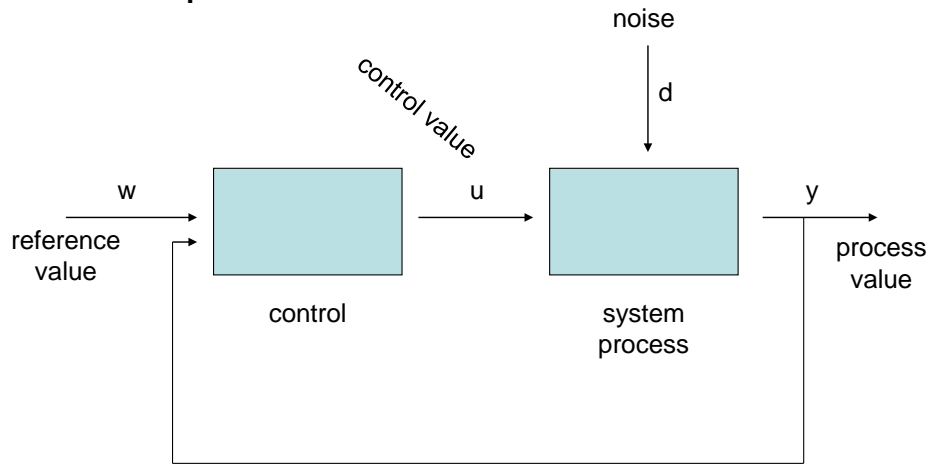 noise
control value
d
w
u
y
reference
value
process
value
control
system
process